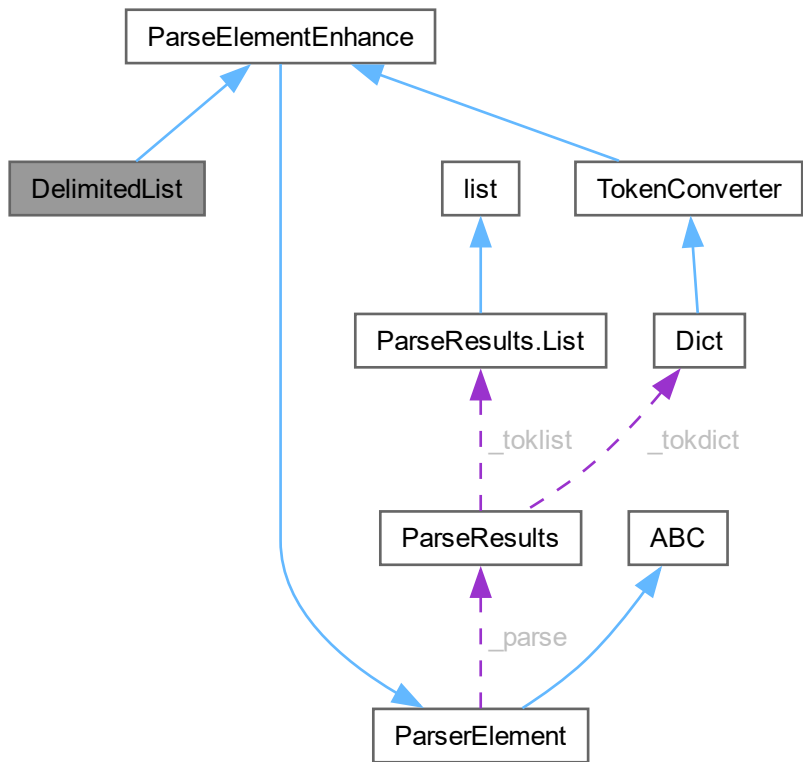 ParseElementEnhance
DelimitedList
list
TokenConverter
ParseResults.List
Dict
_toklist
_tokdict
ParseResults
ABC
_parse
ParserElement